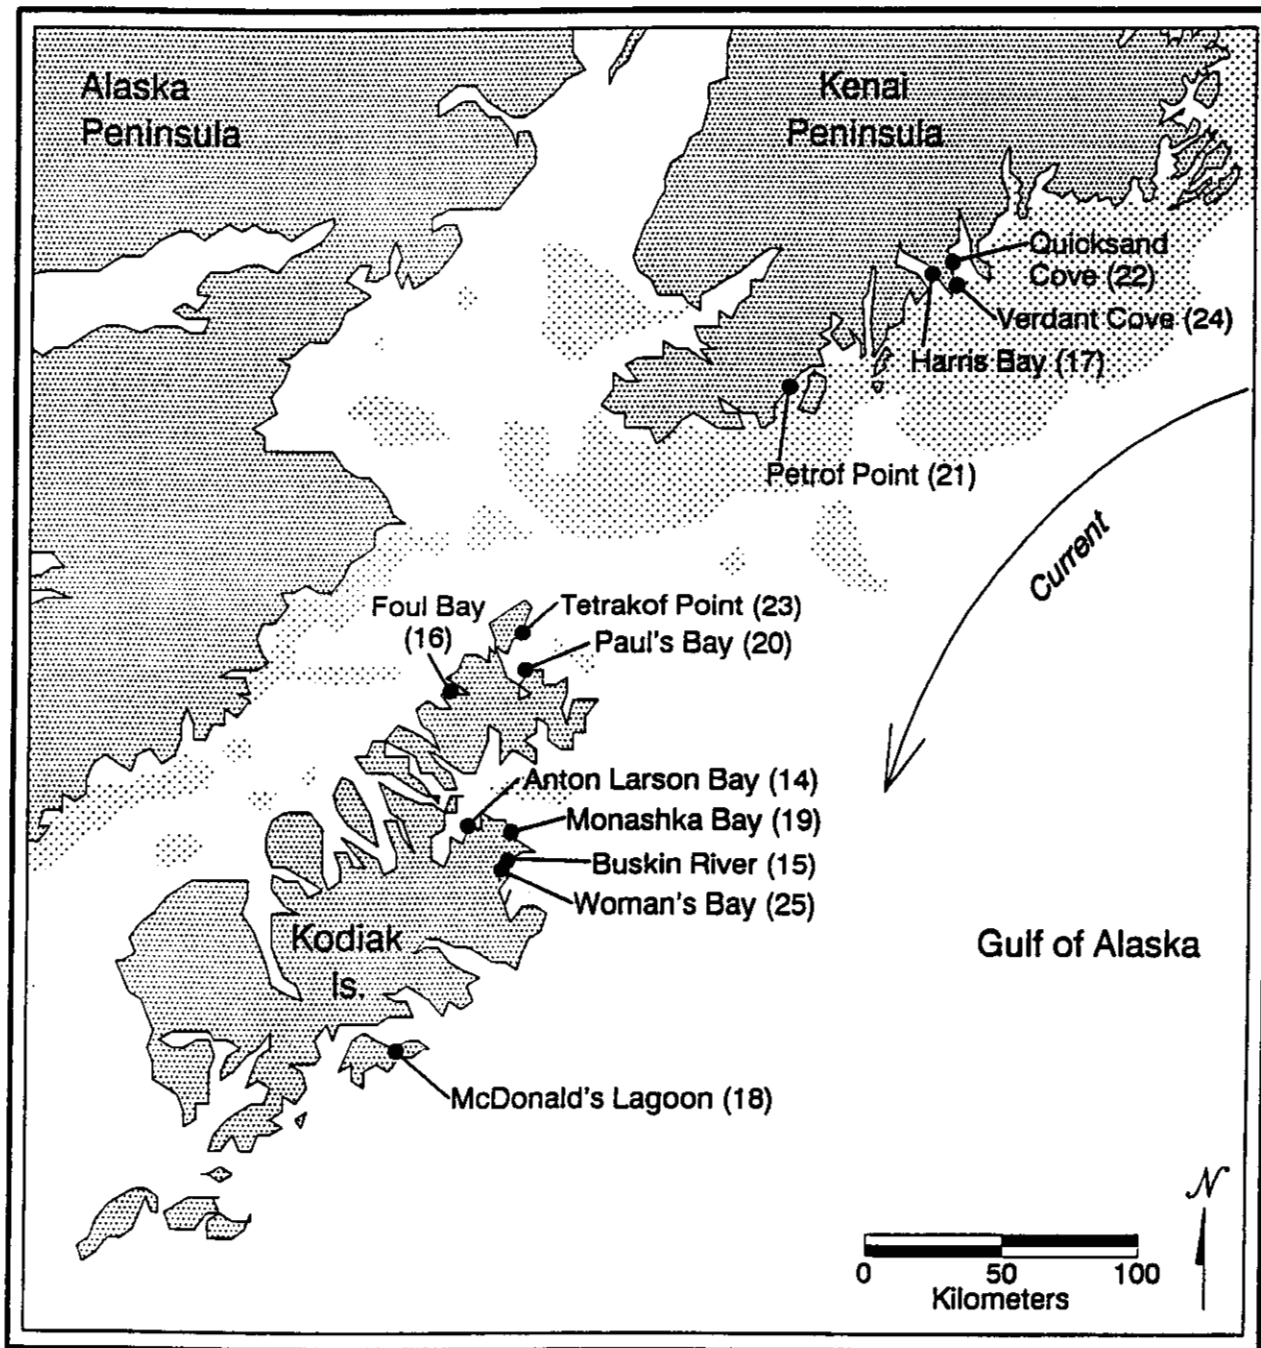 Alaska
Peninsula
Kenai
Peninsula
Quicksand
Cove (22)
Verdant Cove (24)
Harris Bay (17)
Petrof Point (21)
Current
Foul Bay
(16)
Tetrakof Point (23)
Paul's Bay (20)
Anton Larson Bay (14)
Monashka Bay (19)
Buskin River (15)
Woman's Bay (25)
Kodiak
Is.
Gulf of Alaska
McDonald's Lagoon (18)
N
0 50 100
Kilometers